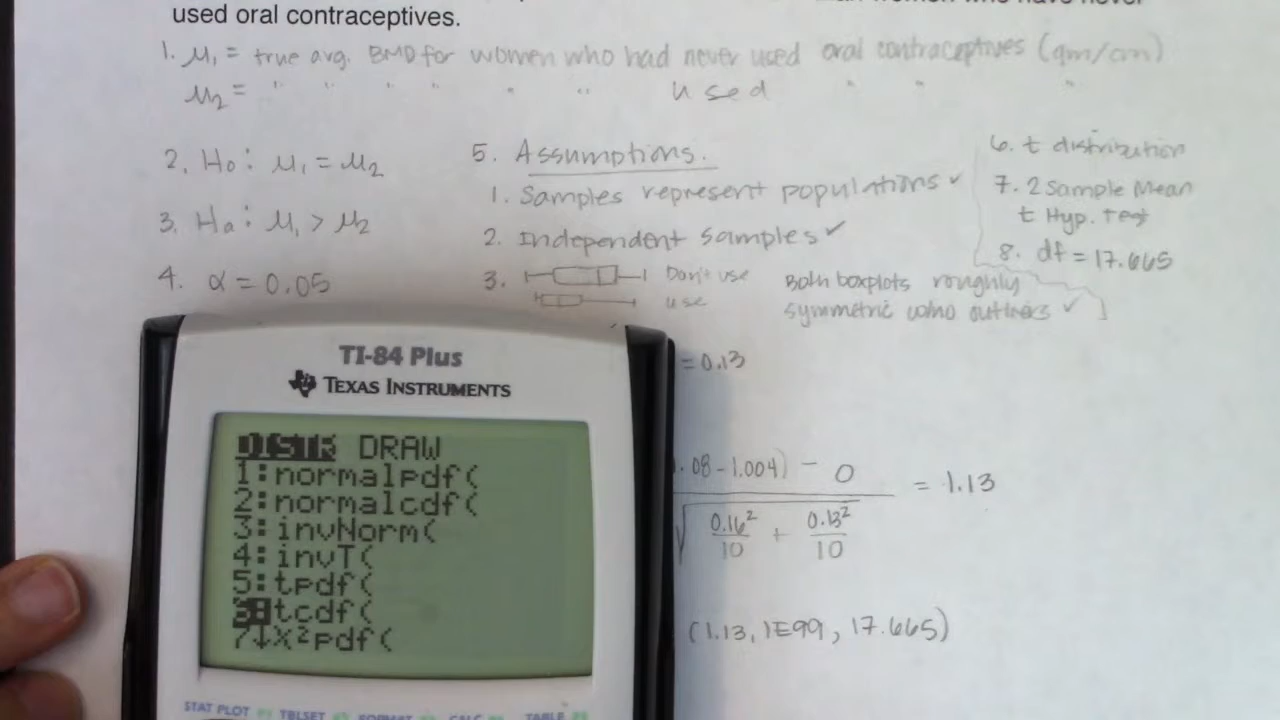 used oral contraceptives.
1. μ₁ = true avg. BMD for women who had never used oral contraceptives (gm/cm)
μ₂ = " " " " " " used " " "
2. H₀: μ₁ = μ₂
3. Hₐ: μ₁ > μ₂
4. α = 0.05
5. Assumptions.
1. Samples represent populations ✓
2. Independent samples ✓
3. Don't use
use
Both boxplots roughly
symmetric w/no outliers ✓
6. t distribution
7. 2 Sample Mean
t Hyp. Test
8. df = 17.665
= 0.13
.08 - 1.004) - 0
√ 0.16²/10 + 0.13²/10
= 1.13
(1.13, 1E99, 17.665)
TI-84 Plus
TEXAS INSTRUMENTS
DISTR DRAW
1:normalpdf(
2:normalcdf(
3:invNorm(
4:invT(
5:tpdf(
6:tcdf(
7↓χ²pdf(
STAT PLOT TBLSET FORMAT CALC TABLE